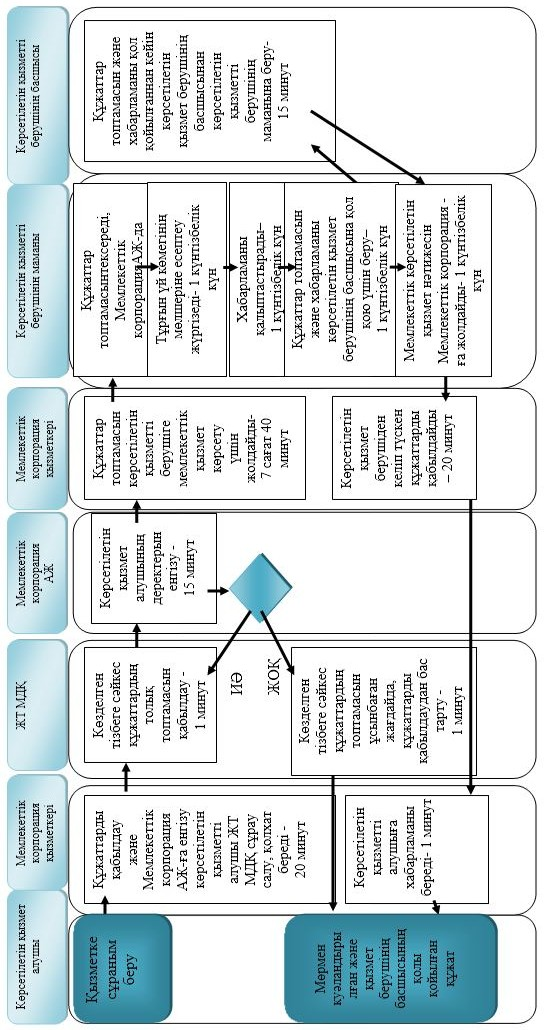 Көрсетілетін қызмет
алушы
Мемлекеттік
корпорация
қызметкері
ЖТ МДҚ
Мемлекеттік
корпорация
АЖ
Мемлекеттік
корпорация
қызметкері
Көрсетілетін қызметті
берушінің маманы
Көрсетілетін қызметті
берушінің басшысы
Қызметке
сұраным
беру
Мөрмен
куәландыры
лған және
қызмет
берушінің
басшысының
қолы
қойылған
құжат
Құжаттарды
қабылдау
және
Мемлекеттік
корпорация
АЖ-ға енгізу
көрсетілетін
қызметті
алушы ЖТ
МДҚ сұрау
салу, қолхат
береді -
20 минут
Көрсетілетін
қызметті
алушыға
хабарламаны
береді- 1 минут
Көзделген
тізбеге сәйкес
құжаттардың
толық
топтамасын
қабылдау -
1 минут
ИӘ
ЖОҚ
Көзделген
тізбеге сәйкес
құжаттардың
топтамасын
ұсынбаған
жағдайда,
құжаттарды
қабылдаудан бас
тарту -
1 минут
Көрсетілетін
қызмет
алушының
деректерын
енгізу -
15 минут
Құжаттар
топтамасын
көрсетілетін
қызметті
берушіге
мемлекеттік
қызмет
көрсету
үшін
жолдайды-
7 сағат 40
минут
Көрсетілетін
қызмет
берушіден
келіп түскен
құжаттарды
қабылдайды
– 20 минут
Құжаттар
топтамасынтексереді,
Мемлекеттік
корпорацияАЖ-да
Тұрғын үй көметінің
мөлшеріне есептеу
жүргізеді- 1 күнтізбелік
күн
Хабарламаны
қалыптастырады–
1 күнтізбелік күн
Құжаттар топтамасын
және хабарламаны
көрсетілетін қызмет
берушінің басшысына қол
қою үшін беру–
1 күнтізбелік күн
Мемлекеттік көрсетілетін
қызмет нәтижесін
Мемлекеттік корпорация -
ға жолдайды- 1 күнтізбелік
күн
Құжаттар
топтамасын және
хабарламаны қол
қойылғаннан кейін
көрсетілетін
қызмет берушінің
басшысынан
көрсетілетін
қызметті
берушінің
маманына беру-
15 минут